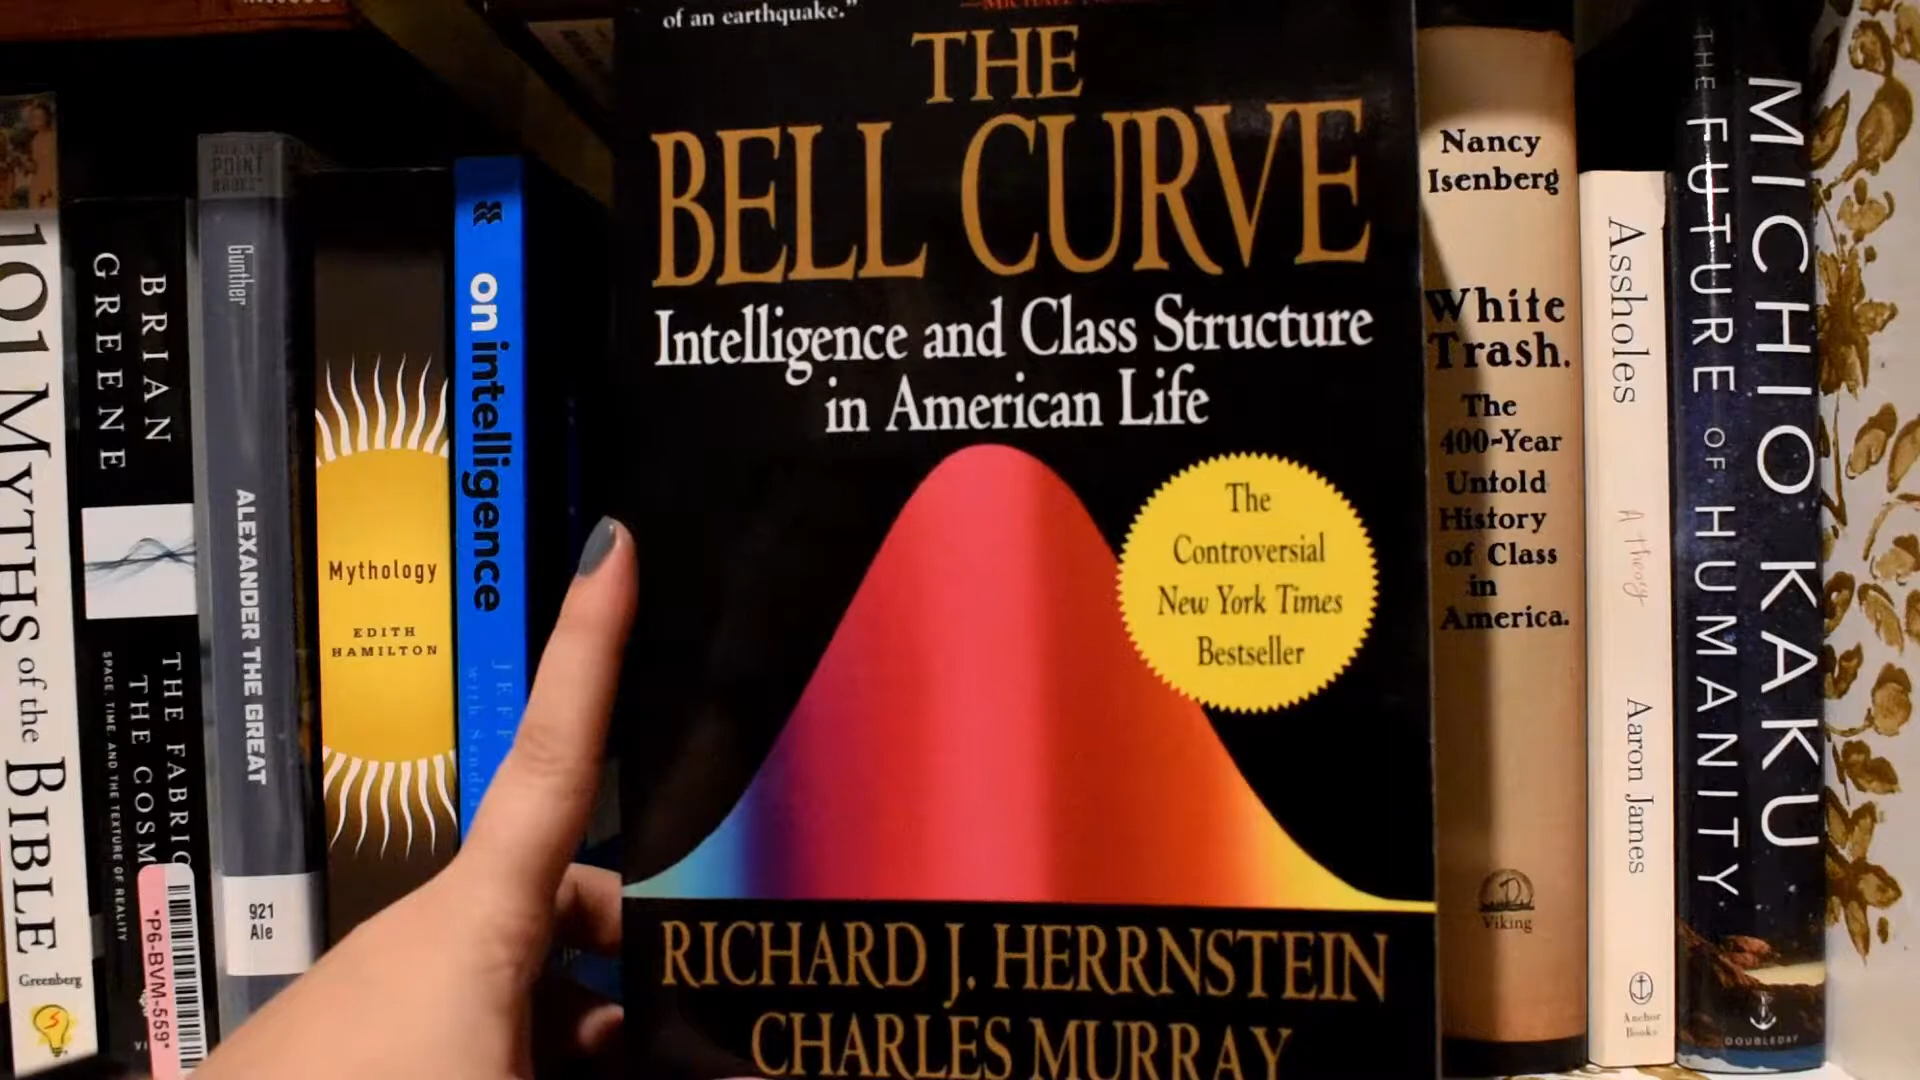 101 MYTHS of the BIBLE
Greenberg
BRIAN
GREENE
THE FABRIC
THE COSM
SPACE, TIME, AND THE TEXTURE OF REALITY
*P6-BVM-559*
POINT
Gunther
ALEXANDER THE GREAT
921
Ale
Mythology
EDITH
HAMILTON
on intelligence
of an earthquake."
THE
BELL CURVE
Intelligence and Class Structure
in American Life
The
Controversial
New York Times
Bestseller
RICHARD J. HERRNSTEIN
CHARLES MURRAY
Nancy
Isenberg
White
Trash.
The
400-Year
Untold
History
of Class
in
America.
Viking
Assholes
A Theory
Aaron James
Anchor
Books
MICHIO KAKU
THE FUTURE OF HUMANITY
DOUBLEDAY